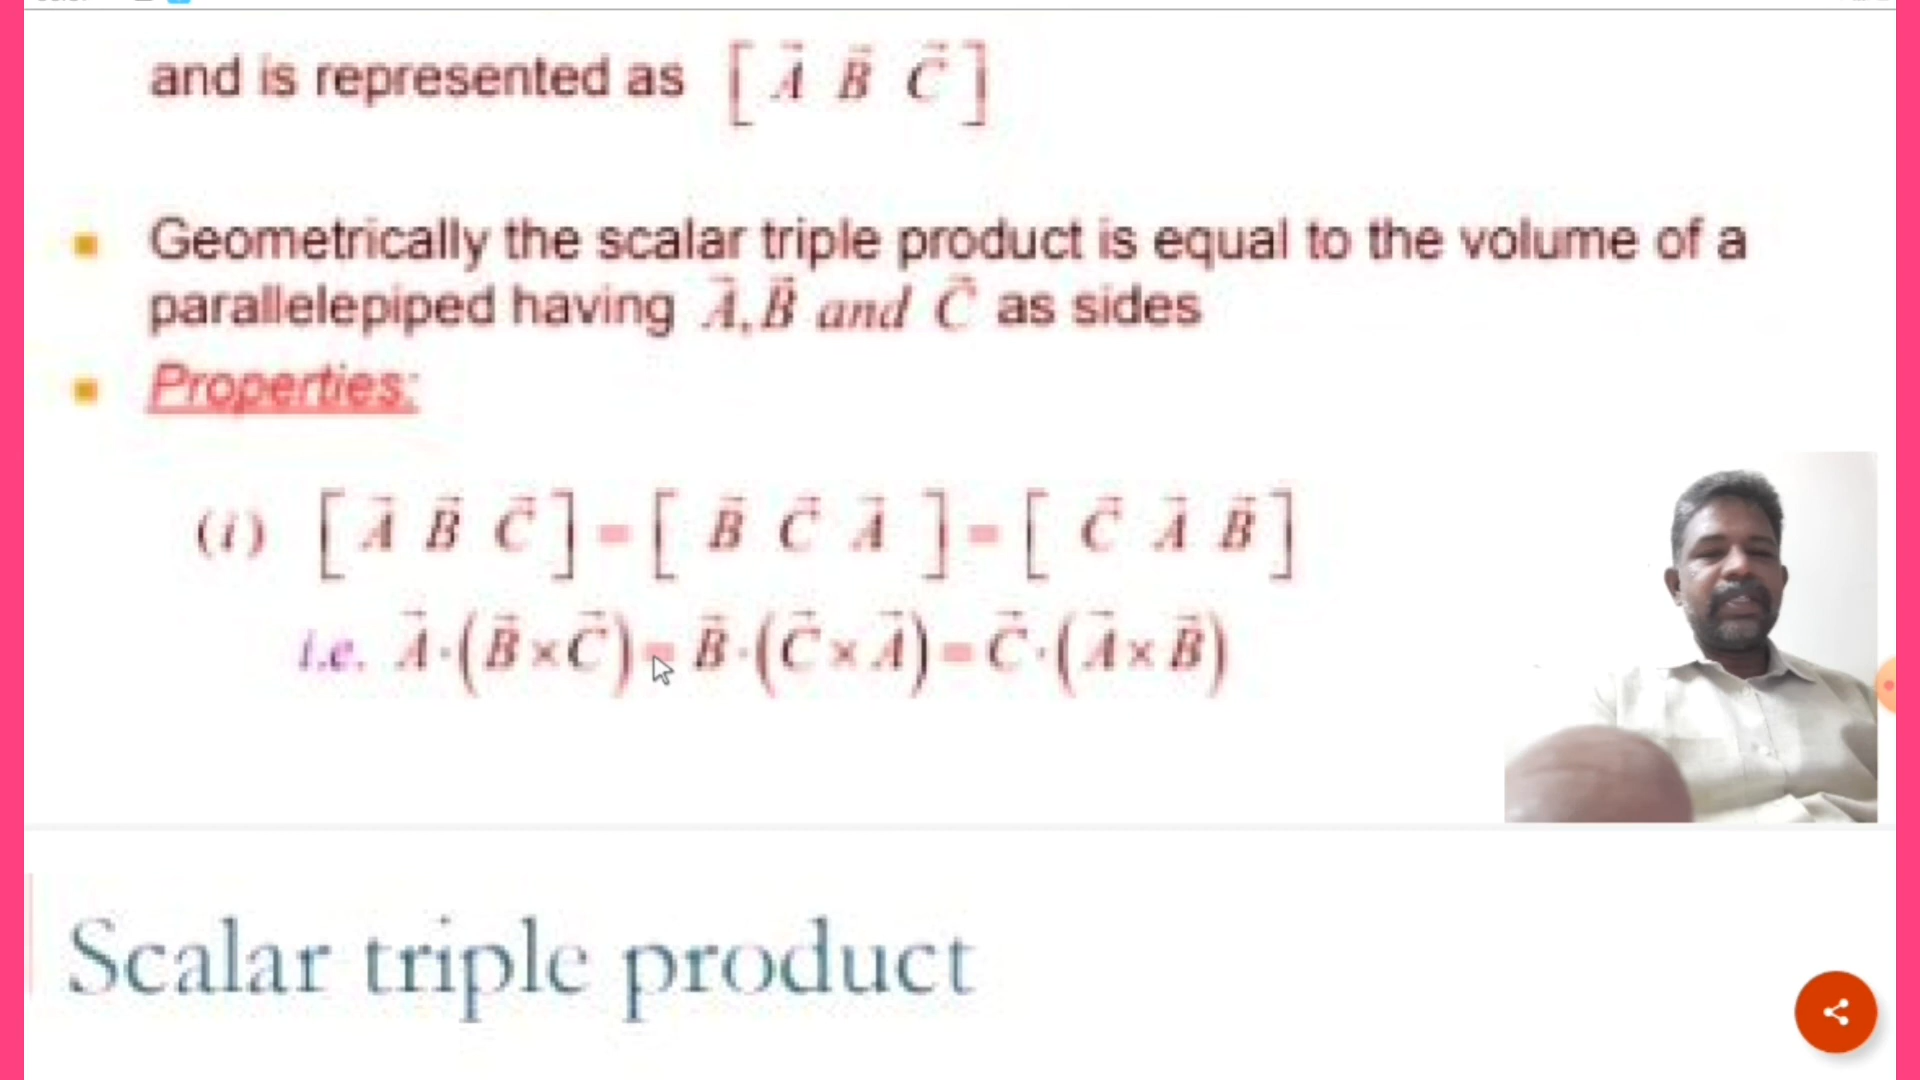 and is represented as [ A⃗ B⃗ C⃗ ]
Geometrically the scalar triple product is equal to the volume of a
parallelepiped having A⃗, B⃗ and C⃗ as sides
Properties:
(i) [ A⃗ B⃗ C⃗ ] = [ B⃗ C⃗ A⃗ ] = [ C⃗ A⃗ B⃗ ]
i.e. A⃗ · (B⃗ × C⃗) = B⃗ · (C⃗ × A⃗) = C⃗ · (A⃗ × B⃗)
Scalar triple product